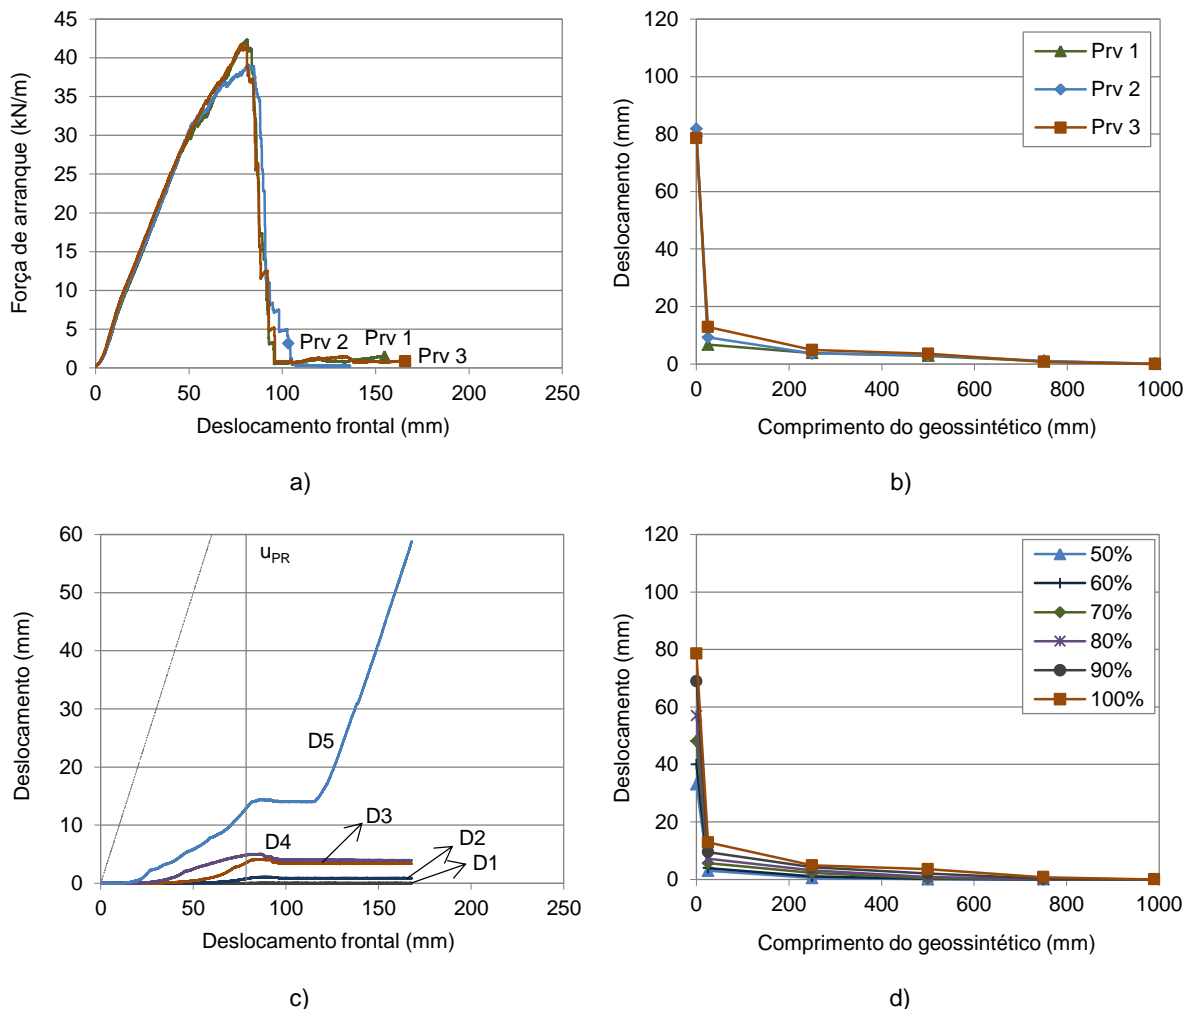 Força de arranque (kN/m)
45
40
35
30
25
20
15
10
5
0
Prv 2
Prv 1
Prv 3
0 50 100 150 200 250
Deslocamento frontal (mm)
a)
Deslocamento (mm)
120
100
80
60
40
20
0
Prv 1
Prv 2
Prv 3
0 200 400 600 800 1000
Comprimento do geossintético (mm)
b)
Deslocamento (mm)
60
50
40
30
20
10
0
uPR
D5
D4
D3
D2
D1
0 50 100 150 200 250
Deslocamento frontal (mm)
c)
Deslocamento (mm)
120
100
80
60
40
20
0
50%
60%
70%
80%
90%
100%
0 200 400 600 800 1000
Comprimento do geossintético (mm)
d)